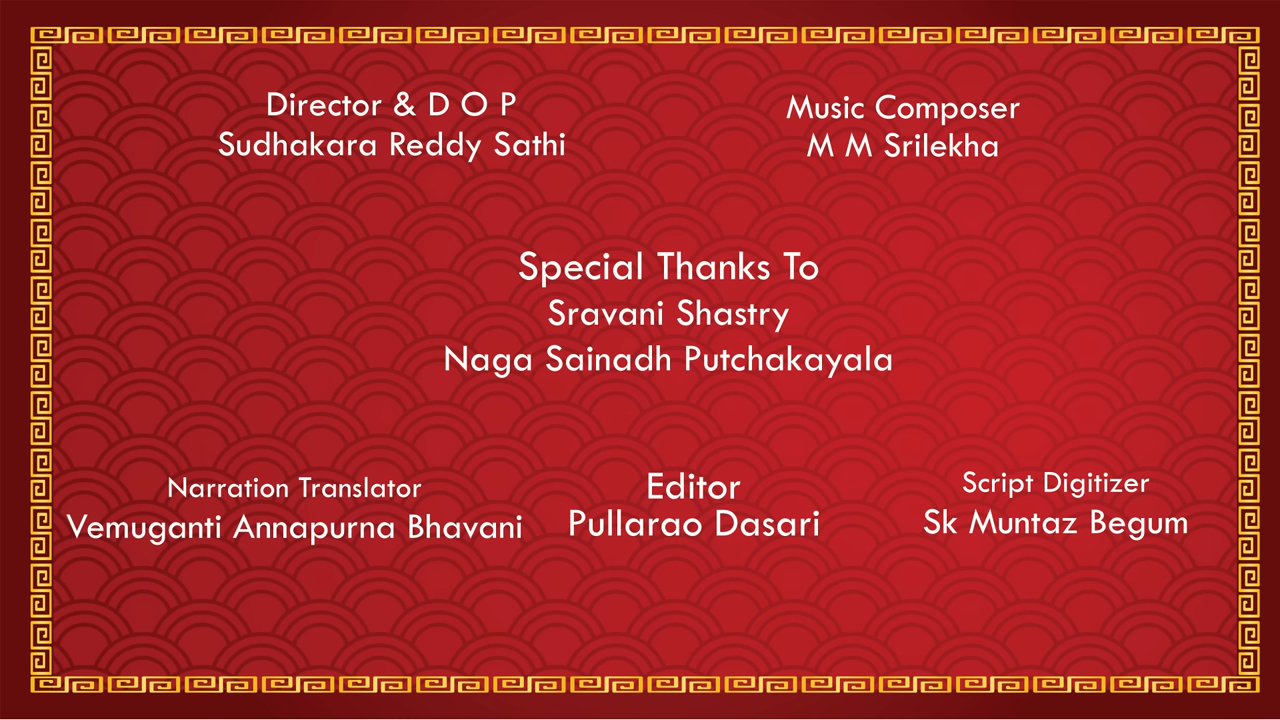 Director & D O P
Sudhakara Reddy Sathi
Music Composer
M M Srilekha
Special Thanks To
Sravani Shastry
Naga Sainadh Putchakayala
Narration Translator
Vemuganti Annapurna Bhavani
Editor
Pullarao Dasari
Script Digitizer
Sk Muntaz Begum